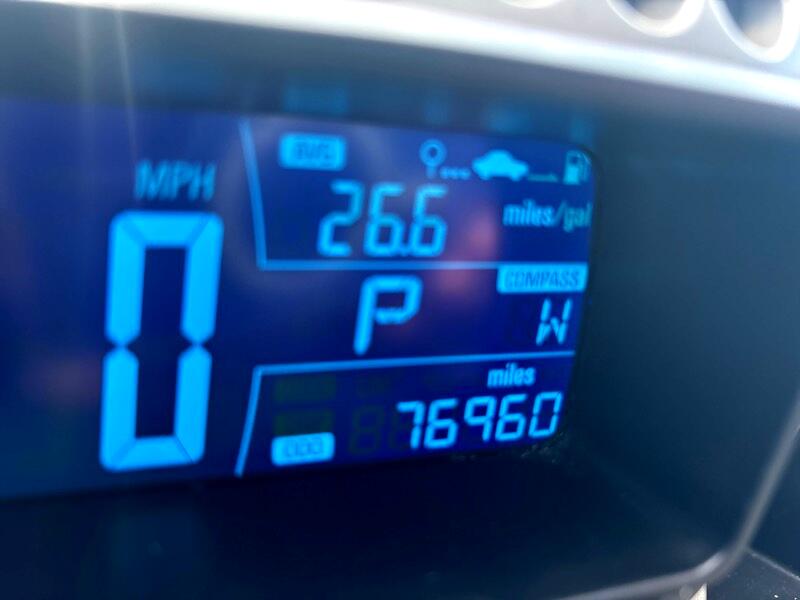 AVG
MPH
26.6 miles/gal
0
COMPASS
P W
miles
ODO 76960